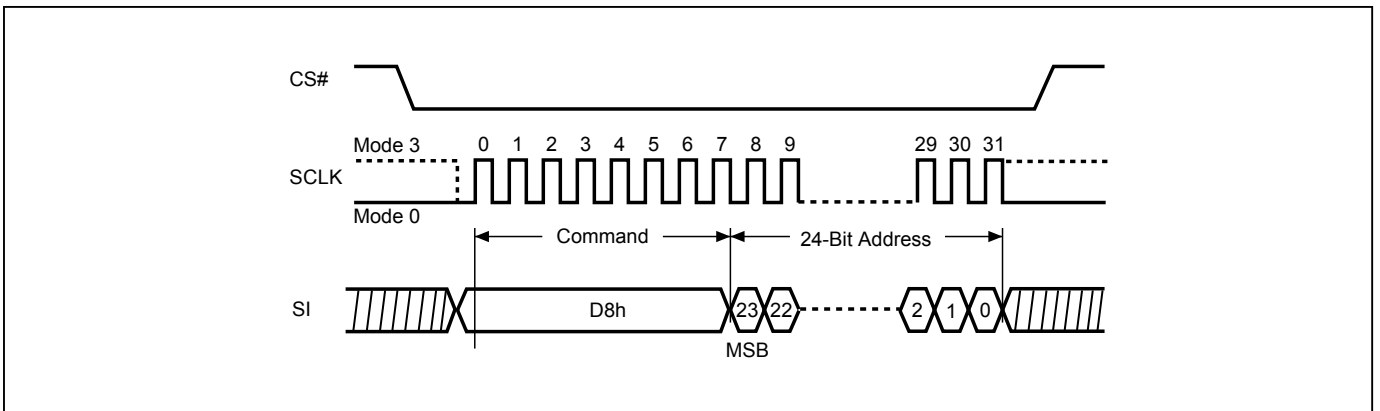 CS#
Mode 3
0 1 2 3 4 5 6 7 8 9 29 30 31
SCLK
Mode 0
Command 24-Bit Address
SI D8h 23 22 2 1 0
MSB